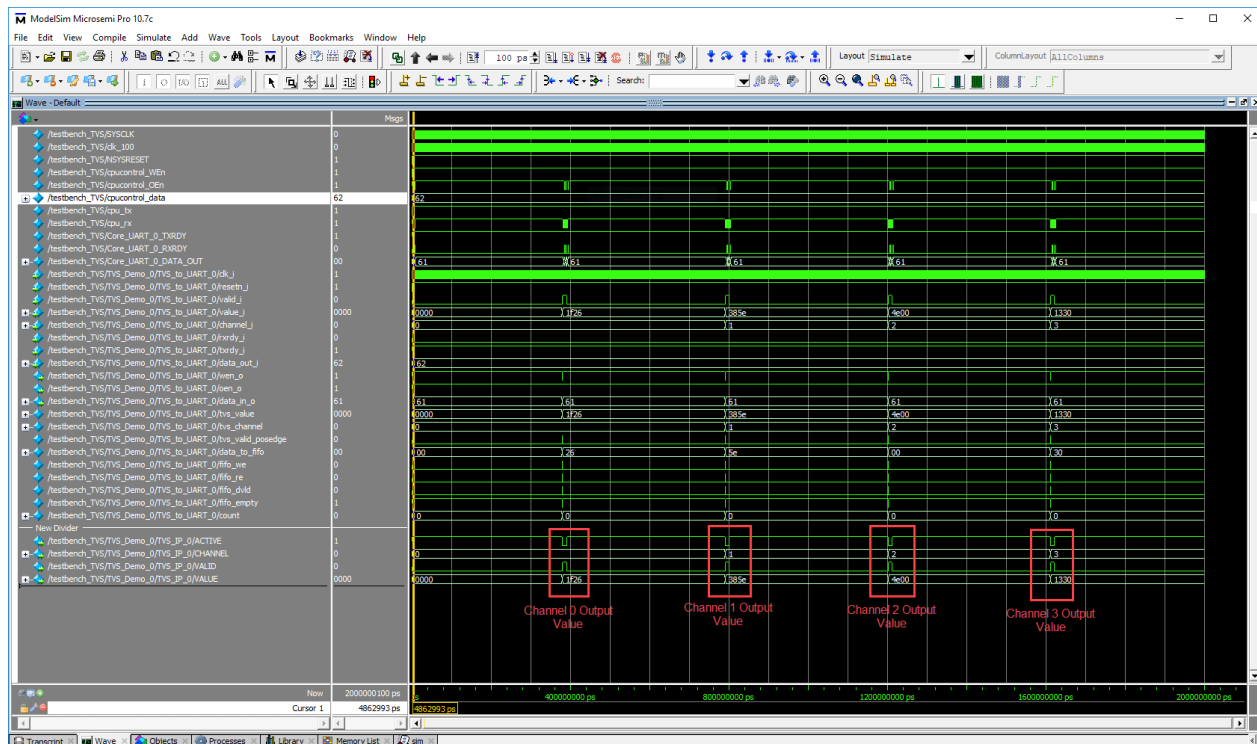 ModelSim Microsemi Pro 10.7c
File Edit View Compile Simulate Add Wave Tools Layout Bookmarks Window Help
100 ps Layout Simulate ColumnLayout AllColumns
Search:
Wave - Default
Msgs
/testbench_TVS/SYSCLK 0
/testbench_TVS/clk_100 0
/testbench_TVS/NSYSRESET 1
/testbench_TVS/cpucontrol_WEn 1
/testbench_TVS/cpucontrol_OEn 1
/testbench_TVS/cpucontrol_data 62 62
/testbench_TVS/cpu_tx 1
/testbench_TVS/cpu_rx 1
/testbench_TVS/Core_UART_0_TXRDY 1
/testbench_TVS/Core_UART_0_RXRDY 0
/testbench_TVS/Core_UART_0_DATA_OUT 00 61 61 61 61 61
/testbench_TVS/TVS_Demo_0/TVS_to_UART_0/clk_i 1
/testbench_TVS/TVS_Demo_0/TVS_to_UART_0/resetn_i 1
/testbench_TVS/TVS_Demo_0/TVS_to_UART_0/valid_i 0
/testbench_TVS/TVS_Demo_0/TVS_to_UART_0/value_i 0000 0000 1f26 385e 4e00 1330
/testbench_TVS/TVS_Demo_0/TVS_to_UART_0/channel_i 0 0 1 2 3
/testbench_TVS/TVS_Demo_0/TVS_to_UART_0/rxrdy_i 0
/testbench_TVS/TVS_Demo_0/TVS_to_UART_0/txrdy_i 1
/testbench_TVS/TVS_Demo_0/TVS_to_UART_0/data_out_i 62 62
/testbench_TVS/TVS_Demo_0/TVS_to_UART_0/wen_o 1
/testbench_TVS/TVS_Demo_0/TVS_to_UART_0/oen_o 1
/testbench_TVS/TVS_Demo_0/TVS_to_UART_0/data_in_o 61 61 61 61 61 61
/testbench_TVS/TVS_Demo_0/TVS_to_UART_0/tvs_value 0000 0000 1f26 385e 4e00 1330
/testbench_TVS/TVS_Demo_0/TVS_to_UART_0/tvs_channel 0 0 1 2 3
/testbench_TVS/TVS_Demo_0/TVS_to_UART_0/tvs_valid_posedge 0
/testbench_TVS/TVS_Demo_0/TVS_to_UART_0/data_to_fifo 00 00 26 5e 00 30
/testbench_TVS/TVS_Demo_0/TVS_to_UART_0/fifo_we 0
/testbench_TVS/TVS_Demo_0/TVS_to_UART_0/fifo_re 0
/testbench_TVS/TVS_Demo_0/TVS_to_UART_0/fifo_dvld 0
/testbench_TVS/TVS_Demo_0/TVS_to_UART_0/fifo_empty 1
/testbench_TVS/TVS_Demo_0/TVS_to_UART_0/count 0 0 0 0 0 0
New Divider
/testbench_TVS/TVS_Demo_0/TVS_IP_0/ACTIVE 1
/testbench_TVS/TVS_Demo_0/TVS_IP_0/CHANNEL 0 0 1 2 3
/testbench_TVS/TVS_Demo_0/TVS_IP_0/VALID 0
/testbench_TVS/TVS_Demo_0/TVS_IP_0/VALUE 0000 0000 1f26 385e 4e00 1330
Channel 0 Output
Value
Channel 1 Output
Value
Channel 2 Output
Value
Channel 3 Output
Value
Now 2000000100 ps 400000000 ps 800000000 ps 1200000000 ps 1600000000 ps 2000000000 ps
Cursor 1 4862993 ps 4862993 ps
Transcript Wave Objects Processes Library Memory List sim